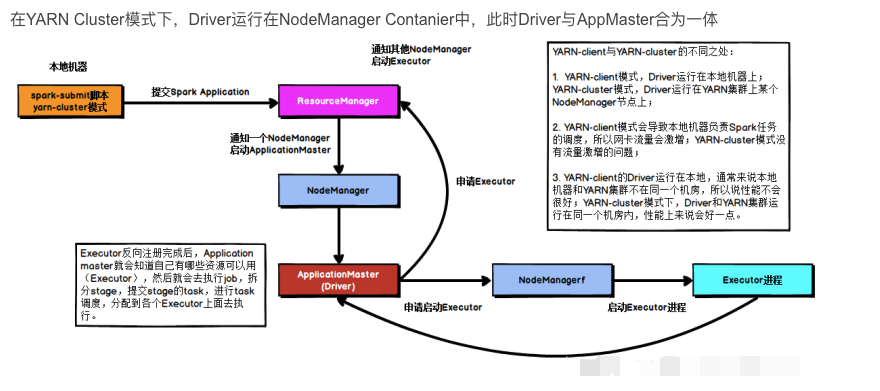 在YARN Cluster模式下，Driver运行在NodeManager Contanier中，此时Driver与AppMaster合为一体
本地机器
spark-submit脚本
yarn-cluster模式
提交Spark Application
ResourceManager
通知其他NodeManager
启动Executor
通知一个NodeManager
启动ApplicationMaster
NodeManager
申请Executor
YARN-client与YARN-cluster的不同之处：
1. YARN-client模式，Driver运行在本地机器上；
YARN-cluster模式，Driver运行在YARN集群上某个
NodeManager节点上；
2. YARN-client模式会导致本地机器负责Spark任务
的调度，所以网卡流量会激增；YARN-cluster模式没
有流量激增的问题；
3. YARN-client的Driver运行在本地，通常来说本地
机器和YARN集群不在同一个机房，所以说性能不会
很好；YARN-cluster模式下，Driver和YARN集群运
行在同一个机房内，性能上来说会好一点。
Executor反向注册完成后，Application
master就会知道自己有哪些资源可以用
（Executor），然后就会去执行job，拆
分stage，提交stage的task，进行task
调度，分配到各个Executor上面去执
行。
ApplicationMaster
(Driver)
申请启动Executor
NodeManagerf
启动Executor进程
Executor进程